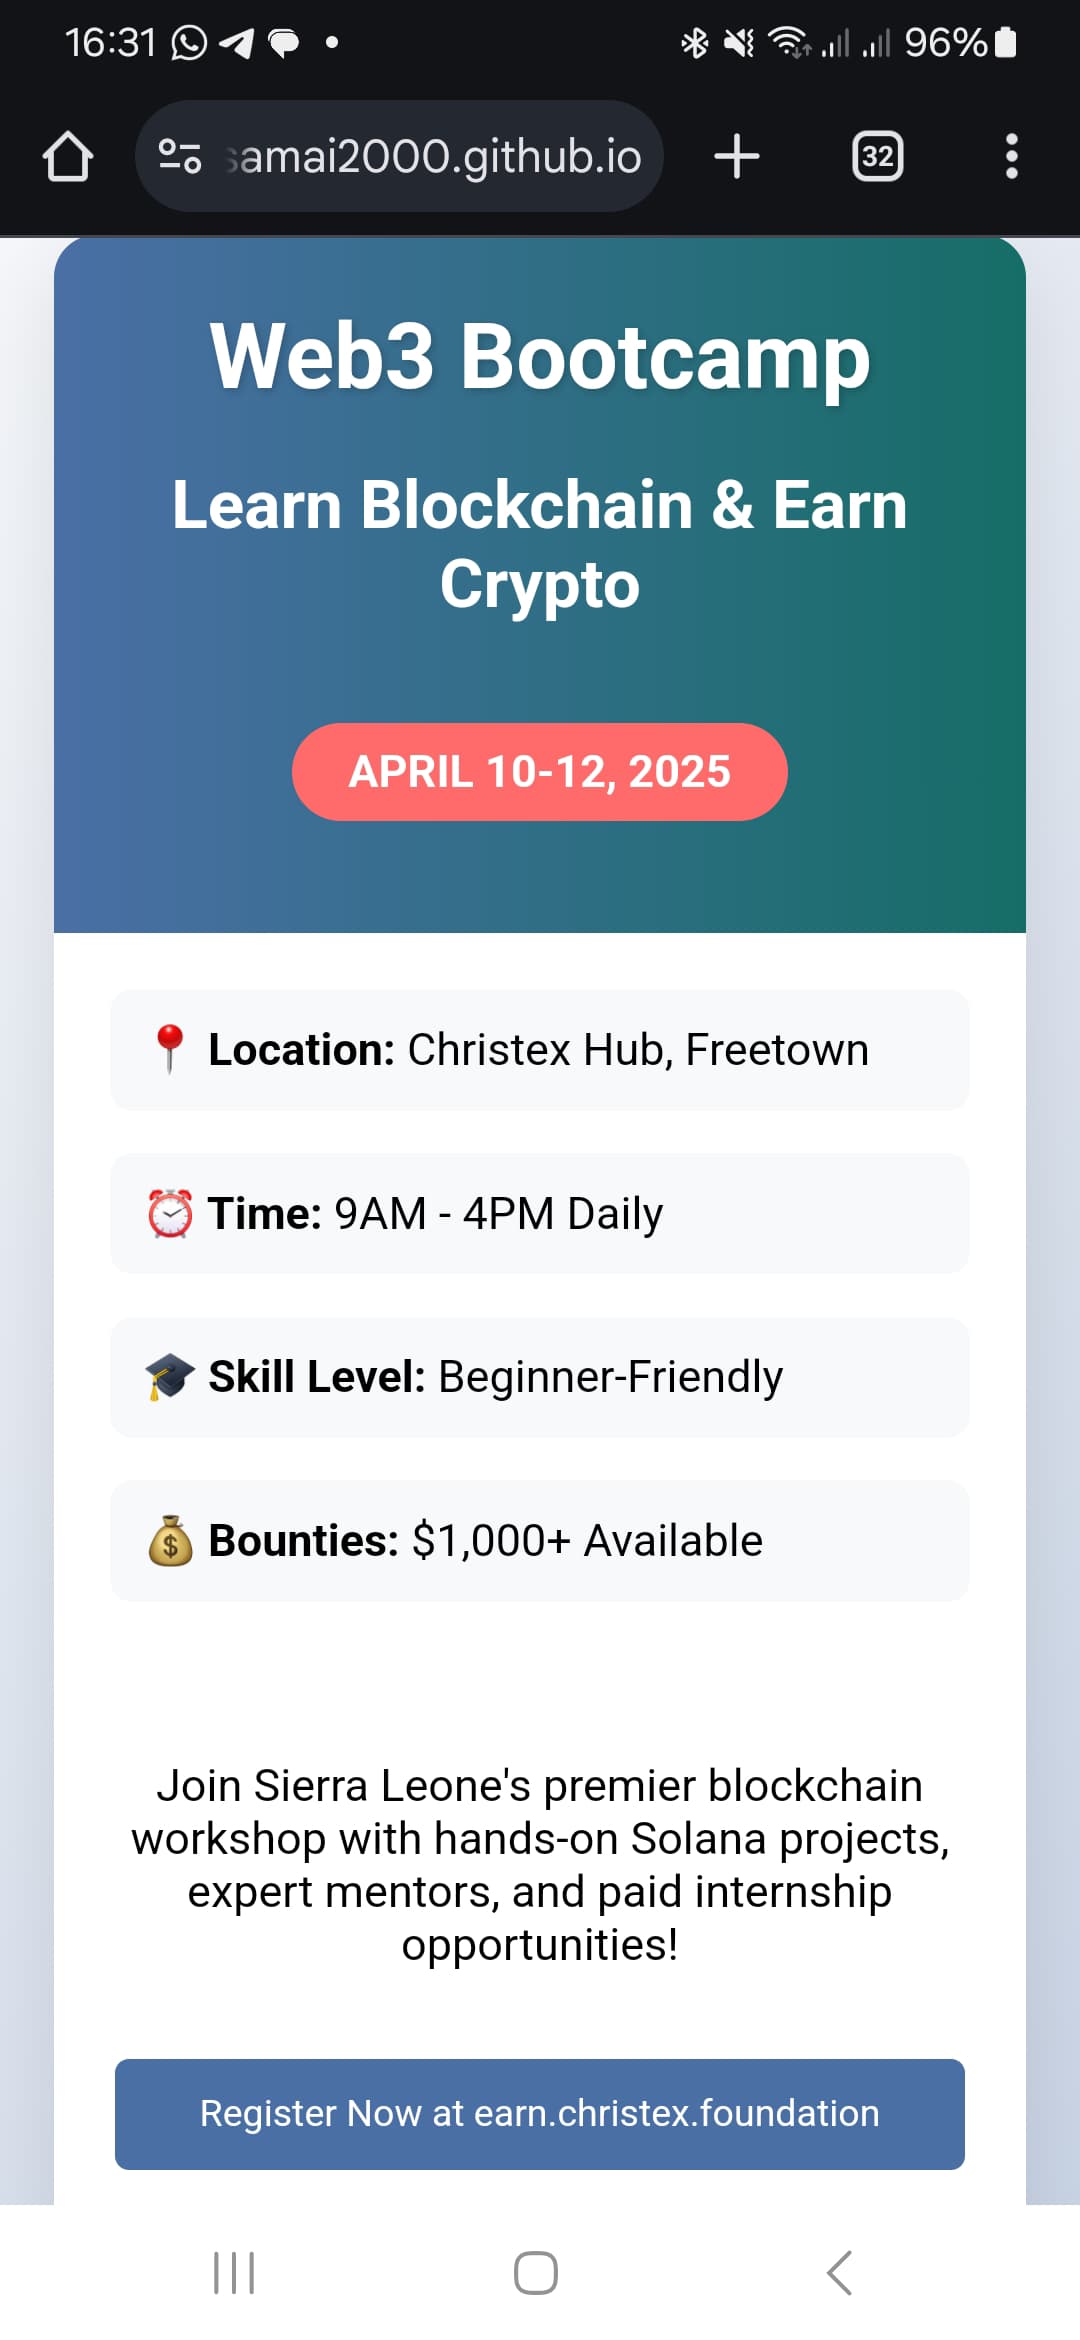 16:31
96%
samai2000.github.io
32
Web3 Bootcamp
Learn Blockchain & Earn
Crypto
APRIL 10-12, 2025
📍 Location: Christex Hub, Freetown
⏰ Time: 9AM - 4PM Daily
🎓 Skill Level: Beginner-Friendly
💰 Bounties: $1,000+ Available
Join Sierra Leone's premier blockchain
workshop with hands-on Solana projects,
expert mentors, and paid internship
opportunities!
Register Now at earn.christex.foundation